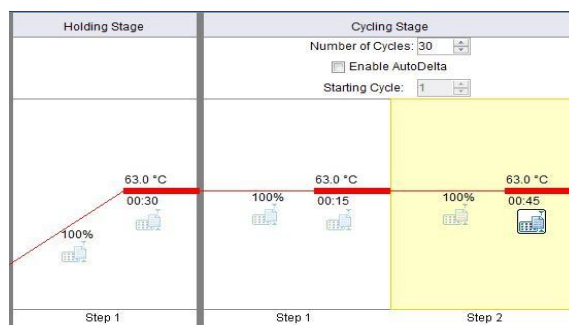 Holding Stage
Cycling Stage
Number of Cycles: 30
Enable AutoDelta
Starting Cycle: 1
63.0 °C
00:30
100%
63.0 °C
00:15
100%
63.0 °C
00:45
100%
Step 1
Step 1
Step 2